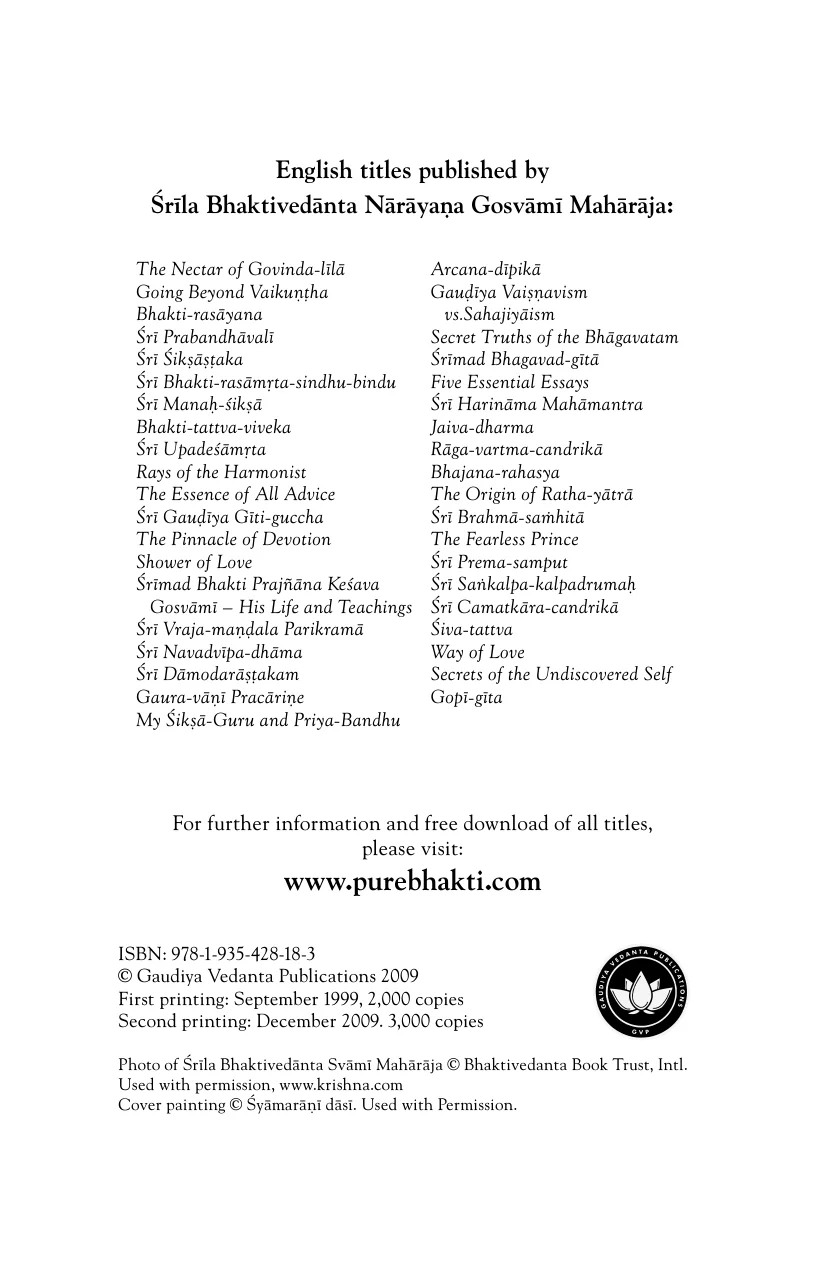 English titles published by
Śrīla Bhaktivedānta Nārāyaṇa Gosvāmī Mahārāja:
The Nectar of Govinda-līlā
Going Beyond Vaikuṇṭha
Bhakti-rasāyana
Śrī Prabandhāvalī
Śrī Śikṣāṣṭaka
Śrī Bhakti-rasāmṛta-sindhu-bindu
Śrī Manaḥ-śikṣā
Bhakti-tattva-viveka
Śrī Upadeśāmṛta
Rays of the Harmonist
The Essence of All Advice
Śrī Gauḍīya Gīti-guccha
The Pinnacle of Devotion
Shower of Love
Śrīmad Bhakti Prajñāna Keśava
Gosvāmī – His Life and Teachings
Śrī Vraja-maṇḍala Parikramā
Śrī Navadvīpa-dhāma
Śrī Dāmodarāṣṭakam
Gaura-vāṇī Pracāriṇe
My Śikṣā-Guru and Priya-Bandhu
Arcana-dīpikā
Gauḍīya Vaiṣṇavism
vs.Sahajiyāism
Secret Truths of the Bhāgavatam
Śrīmad Bhagavad-gītā
Five Essential Essays
Śrī Harināma Mahāmantra
Jaiva-dharma
Rāga-vartma-candrikā
Bhajana-rahasya
The Origin of Ratha-yātrā
Śrī Brahmā-saṁhitā
The Fearless Prince
Śrī Prema-samput
Śrī Saṅkalpa-kalpadrumaḥ
Śrī Camatkāra-candrikā
Śiva-tattva
Way of Love
Secrets of the Undiscovered Self
Gopī-gīta
For further information and free download of all titles,
please visit:
www.purebhakti.com
ISBN: 978-1-935-428-18-3
© Gaudiya Vedanta Publications 2009
First printing: September 1999, 2,000 copies
Second printing: December 2009. 3,000 copies
GAUDIYA VEDANTA PUBLICATIONS
GVP
Photo of Śrīla Bhaktivedānta Svāmī Mahārāja © Bhaktivedanta Book Trust, Intl.
Used with permission, www.krishna.com
Cover painting © Śyāmarāṇī dāsī. Used with Permission.